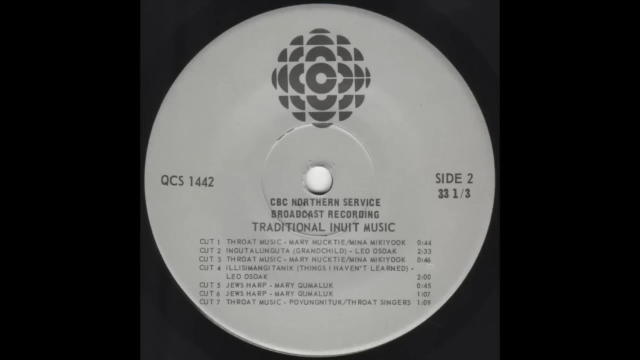 QCS 1442
SIDE 2
33 1/3
CBC NORTHERN SERVICE
BROADCAST RECORDING
TRADITIONAL INUIT MUSIC
CUT 1 THROAT MUSIC - MARY NUCKTIE/MINA MIKIYOOK 0:44
CUT 2 INGUTALUNGUTA (GRANDCHILD) - LEO OSOAK 2:33
CUT 3 THROAT MUSIC - MARY NUCKTIE/MINA MIKIYOOK 0:46
CUT 4 ILLISIMANGITANIK (THINGS I HAVEN'T LEARNED) -
LEO OSOAK 2:00
CUT 5 JEWS HARP - MARY QUMALUK 0:45
CUT 6 JEWS HARP - MARY QUMALUK 1:07
CUT 7 THROAT MUSIC - POVUNGNITUK/THROAT SINGERS 1:09